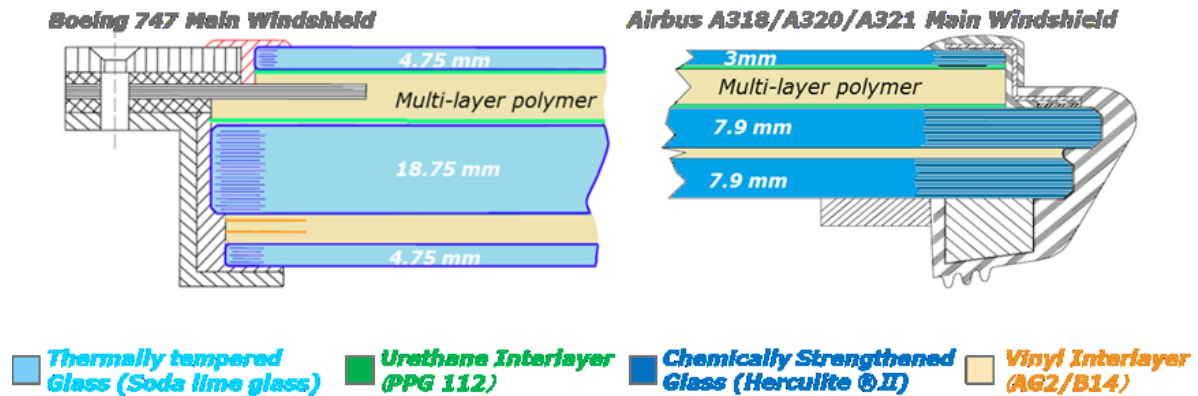 Boeing 747 Main Windshield
Airbus A318/A320/A321 Main Windshield
4.75 mm
Multi-layer polymer
18.75 mm
4.75 mm
3mm
Multi-layer polymer
7.9 mm
7.9 mm
Thermally tempered
Glass (Soda lime glass)
Urethane Interlayer
(PPG 112)
Chemically Strengthened
Glass (Herculite ®II)
Vinyl Interlayer
(AG2/B14)